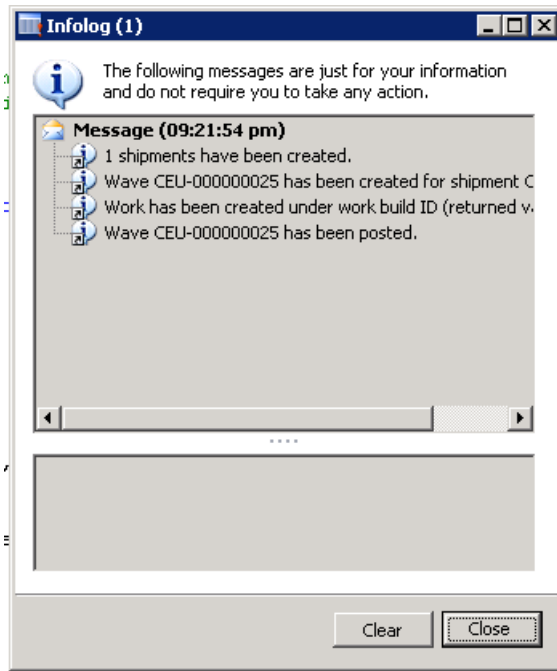 Infolog (1)
The following messages are just for your information
and do not require you to take any action.
Message (09:21:54 pm)
1 shipments have been created.
Wave CEU-000000025 has been created for shipment C
Work has been created under work build ID (returned v
Wave CEU-000000025 has been posted.
Clear
Close